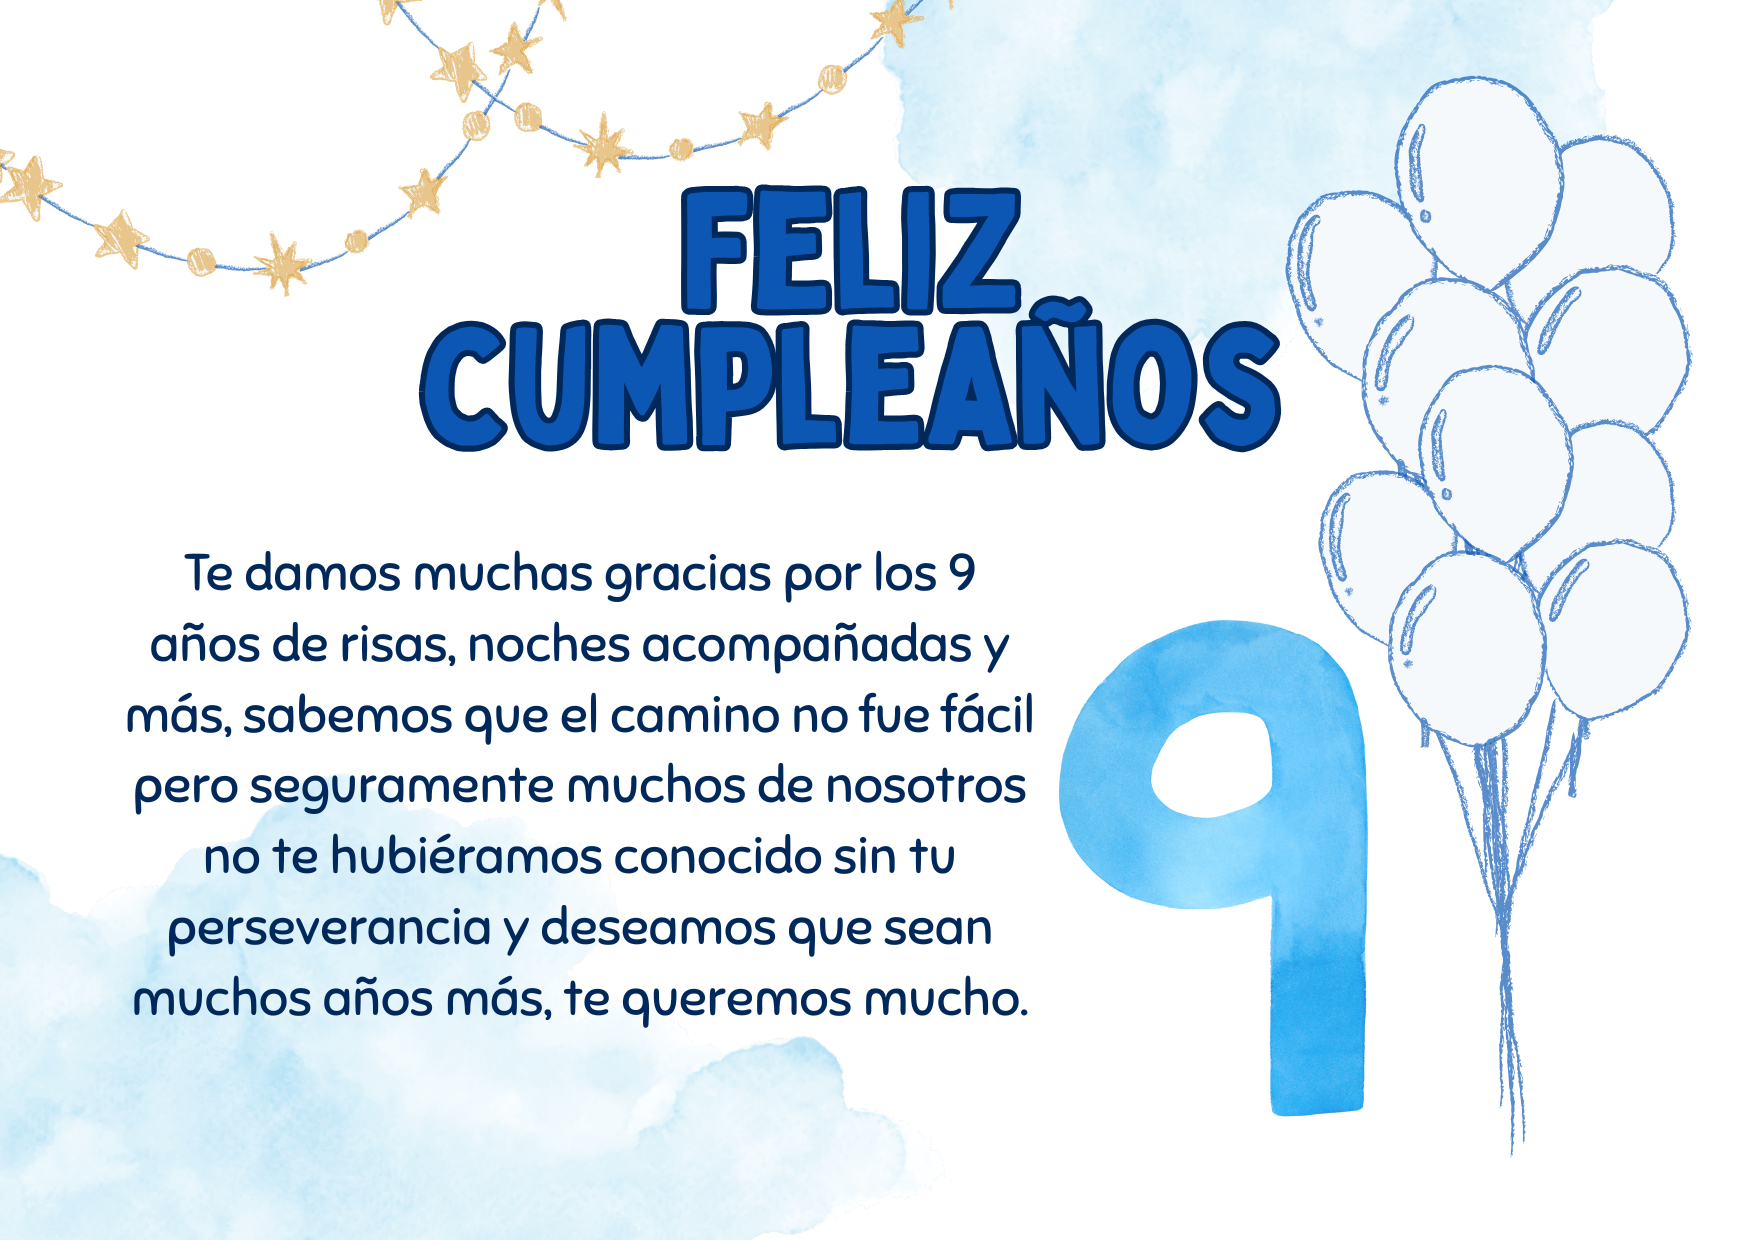 FELIZ
CUMPLEAÑOS
Te damos muchas gracias por los 9
años de risas, noches acompañadas y
más, sabemos que el camino no fue fácil
pero seguramente muchos de nosotros
no te hubiéramos conocido sin tu
perseverancia y deseamos que sean
muchos años más, te queremos mucho.
9